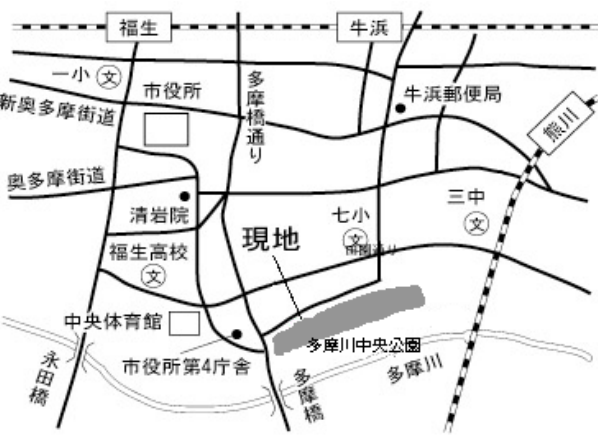 福生
牛浜
一小
文
市役所
多摩橋通り
牛浜郵便局
新奥多摩街道
熊川
奥多摩街道
清岩院
七小
文
三中
文
現地
田園通り
福生高校
文
中央体育館
市役所第4庁舎
多摩川中央公園
多摩川
永田橋
多摩橋